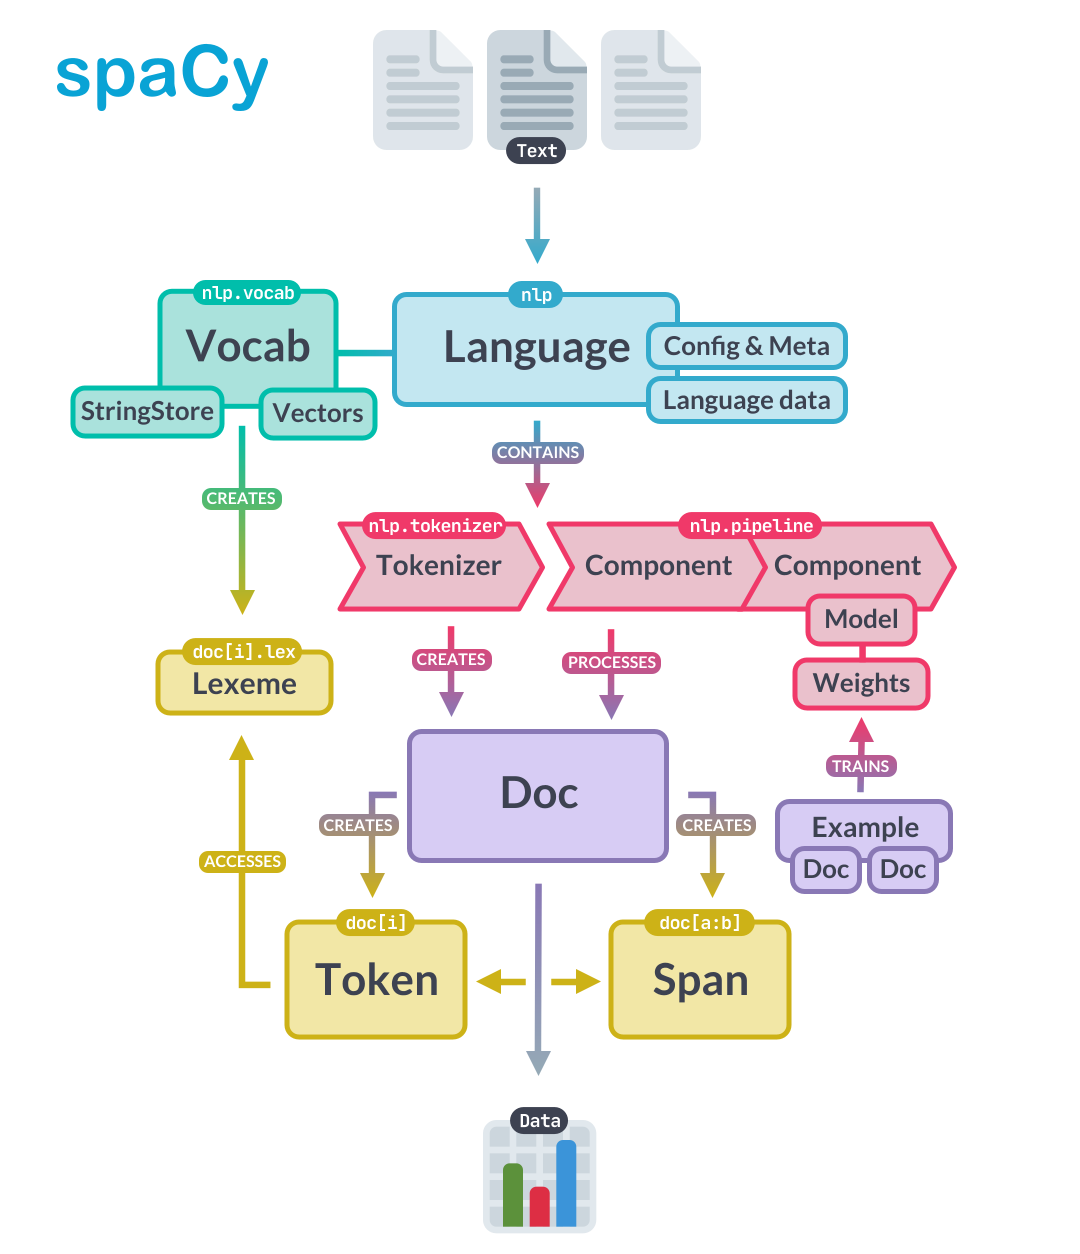 spaCy
Text
nlp.vocab
Vocab
StringStore
Vectors
nlp
Language
Config & Meta
Language data
CONTAINS
CREATES
nlp.tokenizer
Tokenizer
nlp.pipeline
Component
Component
Model
Weights
CREATES
PROCESSES
doc[i].lex
Lexeme
Doc
TRAINS
Example
Doc
Doc
CREATES
CREATES
ACCESSES
doc[i]
Token
doc[a:b]
Span
Data